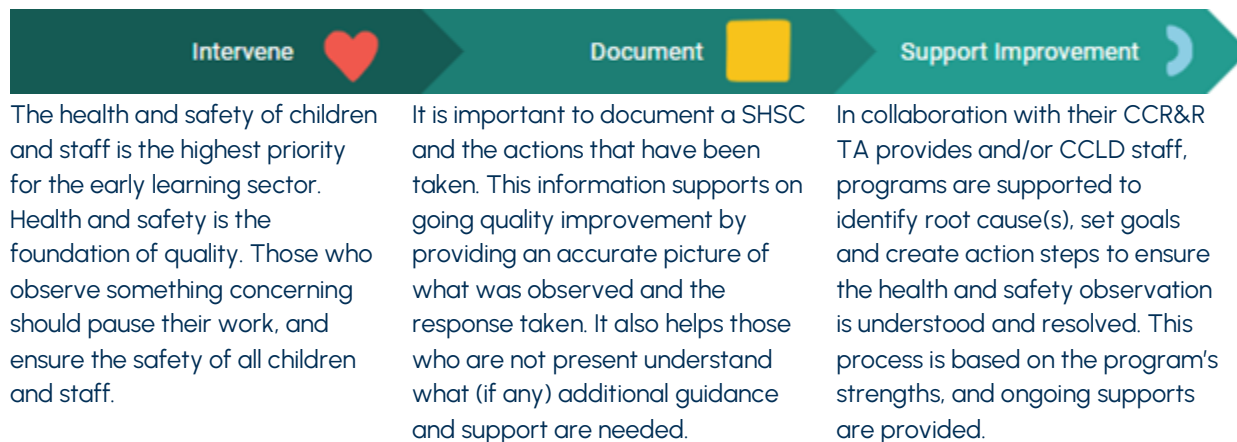 Intervene
Document
Support Improvement
The health and safety of children
and staff is the highest priority
for the early learning sector.
Health and safety is the
foundation of quality. Those who
observe something concerning
should pause their work, and
ensure the safety of all children
and staff.
It is important to document a SHSC
and the actions that have been
taken. This information supports on
going quality improvement by
providing an accurate picture of
what was observed and the
response taken. It also helps those
who are not present understand
what (if any) additional guidance
and support are needed.
In collaboration with their CCR&R
TA provides and/or CCLD staff,
programs are supported to
identify root cause(s), set goals
and create action steps to ensure
the health and safety observation
is understood and resolved. This
process is based on the program’s
strengths, and ongoing supports
are provided.